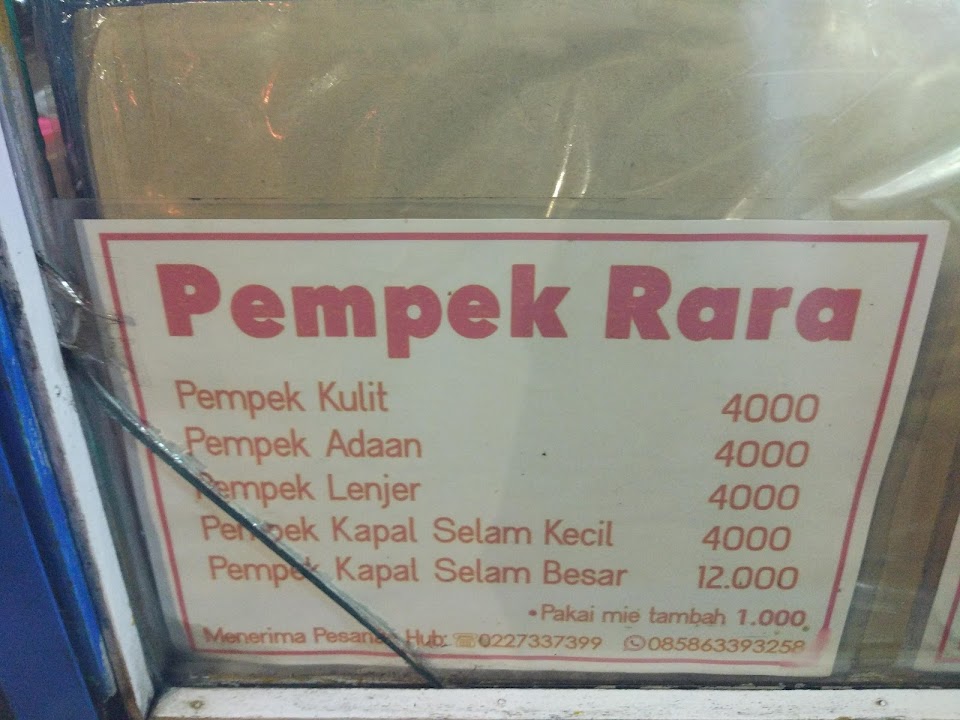 Pempek Rara
Pempek Kulit 4000
Pempek Adaan 4000
Pempek Lenjer 4000
Pempek Kapal Selam Kecil 4000
Pempek Kapal Selam Besar 12.000
•Pakai mie tambah 1.000
Menerima Pesanan Hub: 0227337399 085863393258